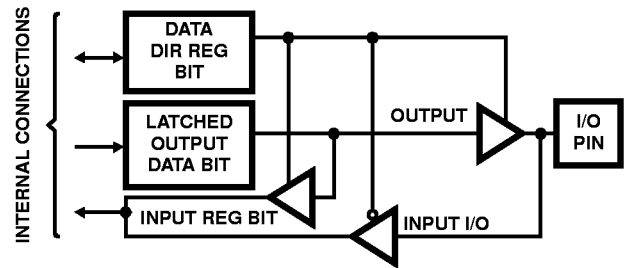 INTERNAL CONNECTIONS
DATA
DIR REG
BIT
LATCHED
OUTPUT
DATA BIT
OUTPUT
I/O
PIN
INPUT REG BIT
INPUT I/O